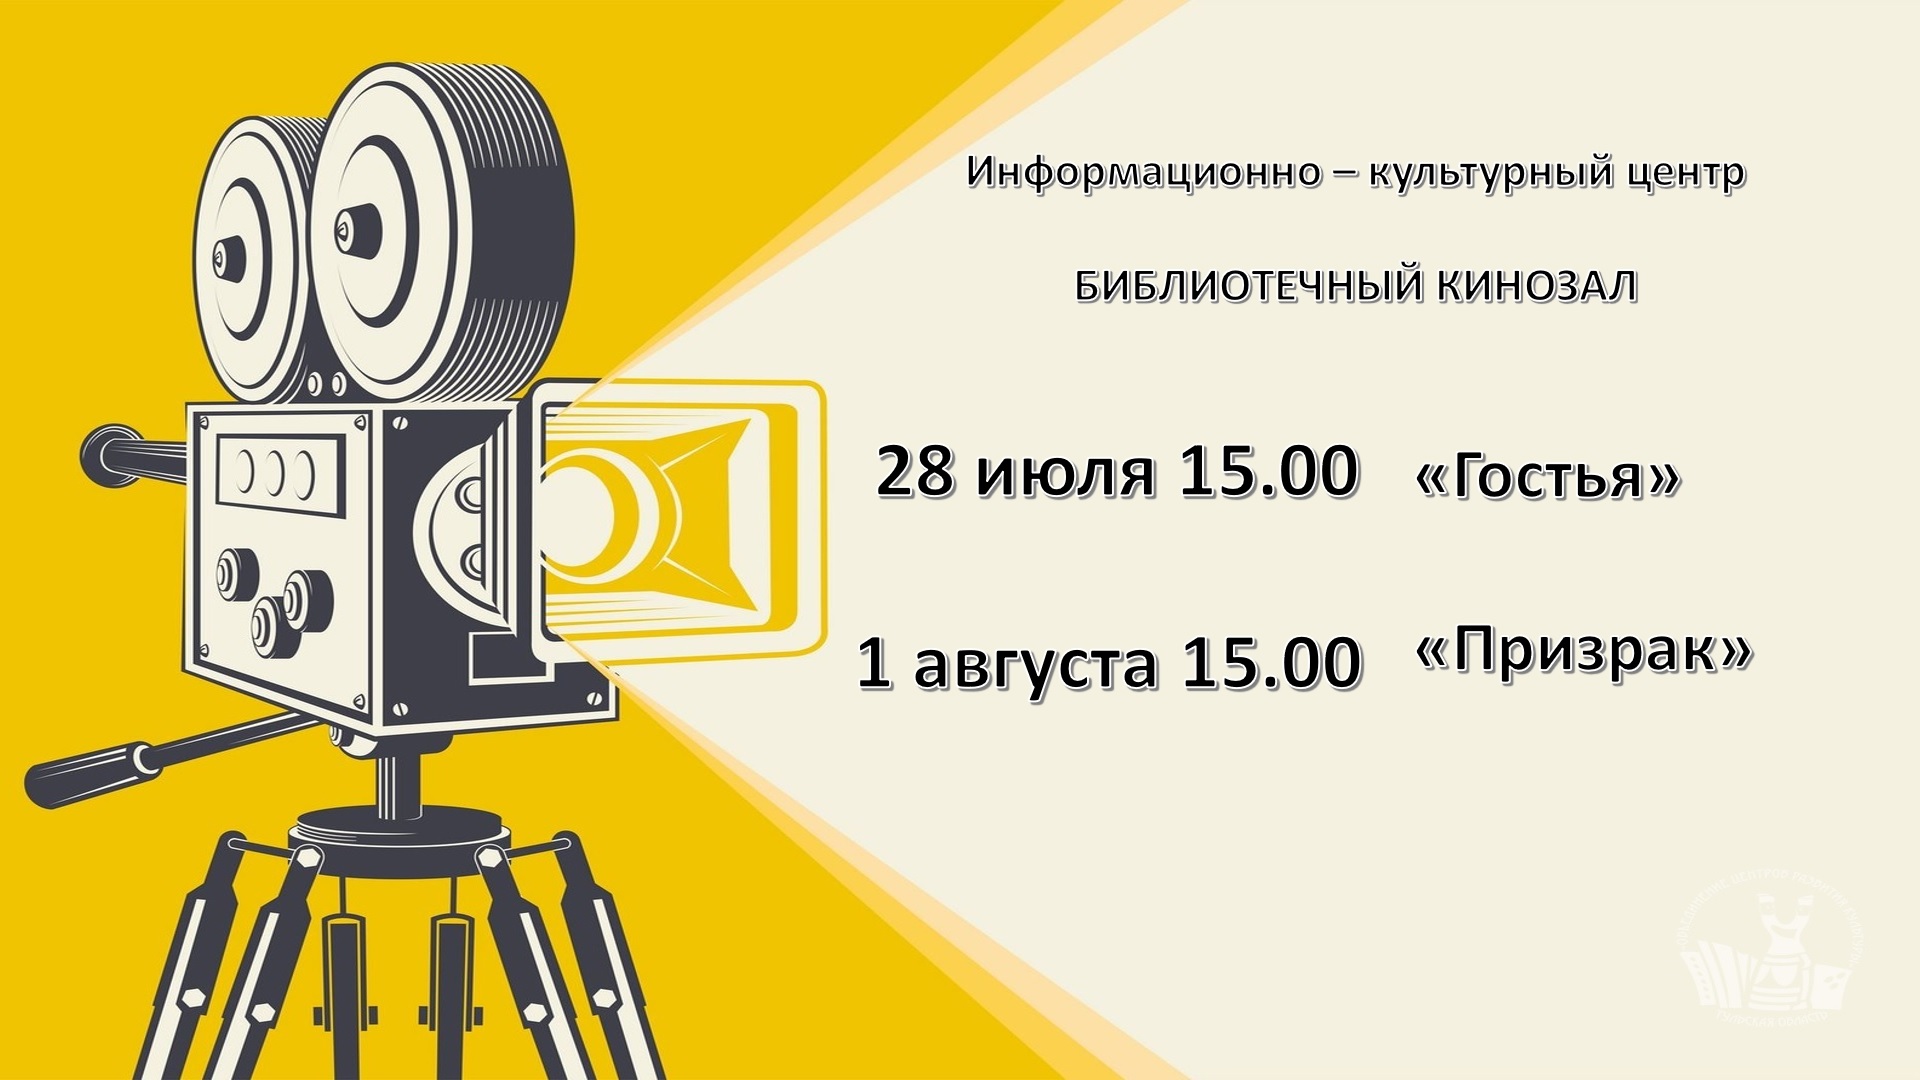 Информационно – культурный центр
БИБЛИОТЕЧНЫЙ КИНОЗАЛ
28 июля 15.00 «Гостья»
1 августа 15.00 «Призрак»